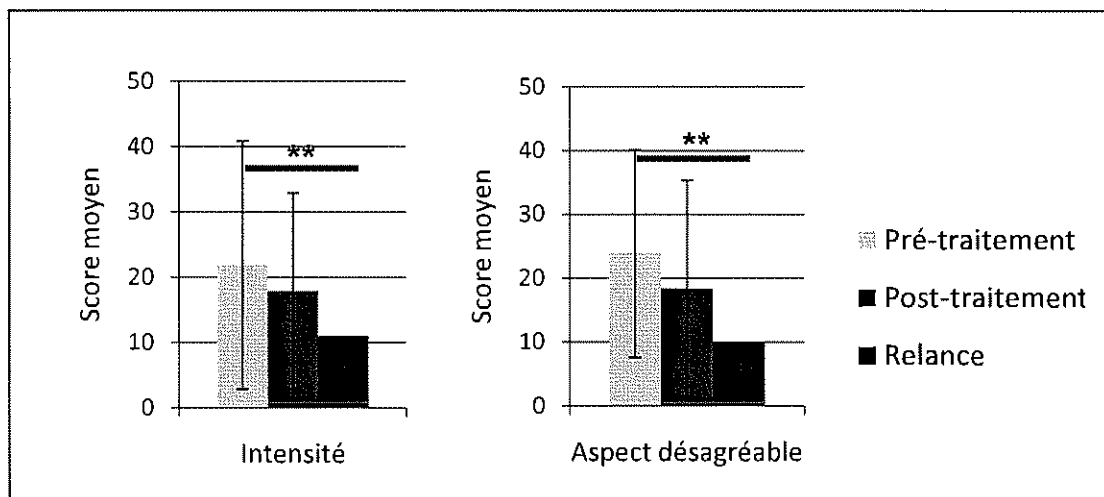 50
40
30
20
10
0
Score moyen
**
Intensité
50
40
30
20
10
0
Score moyen
**
Aspect désagréable
Pré-traitement
Post-traitement
Relance